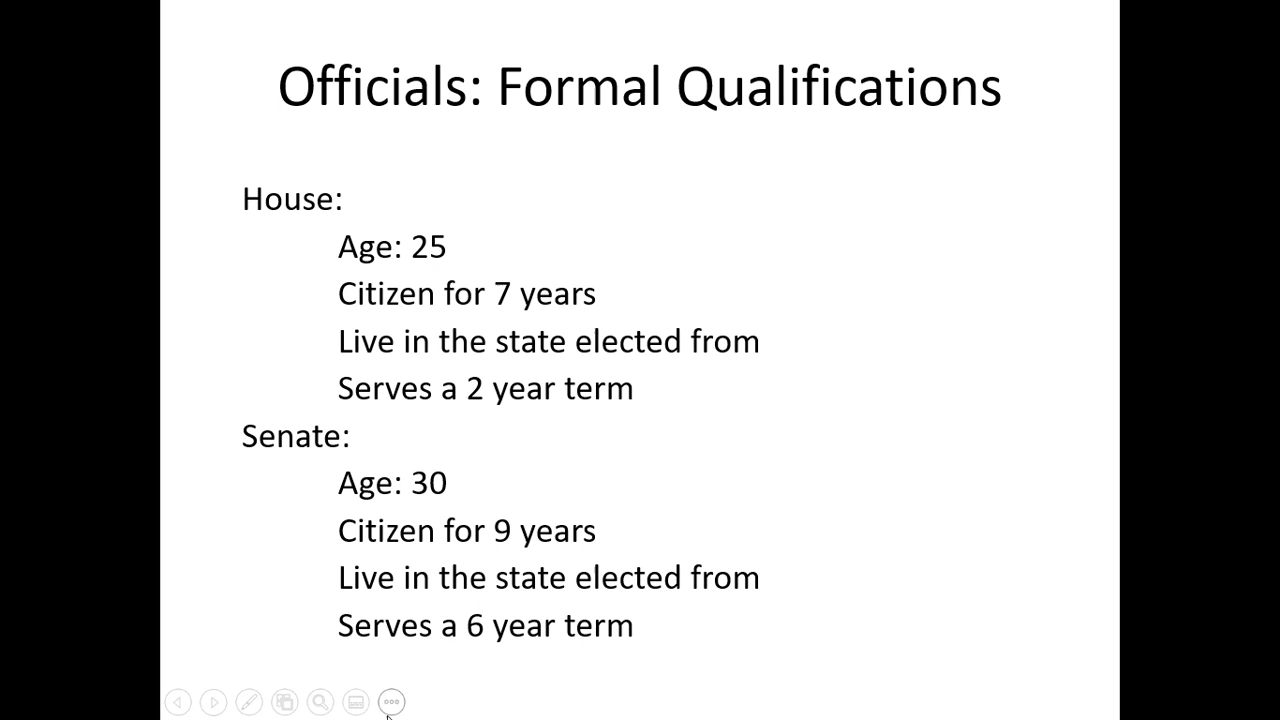 Officials: Formal Qualifications
House:
Age: 25
Citizen for 7 years
Live in the state elected from
Serves a 2 year term
Senate:
Age: 30
Citizen for 9 years
Live in the state elected from
Serves a 6 year term